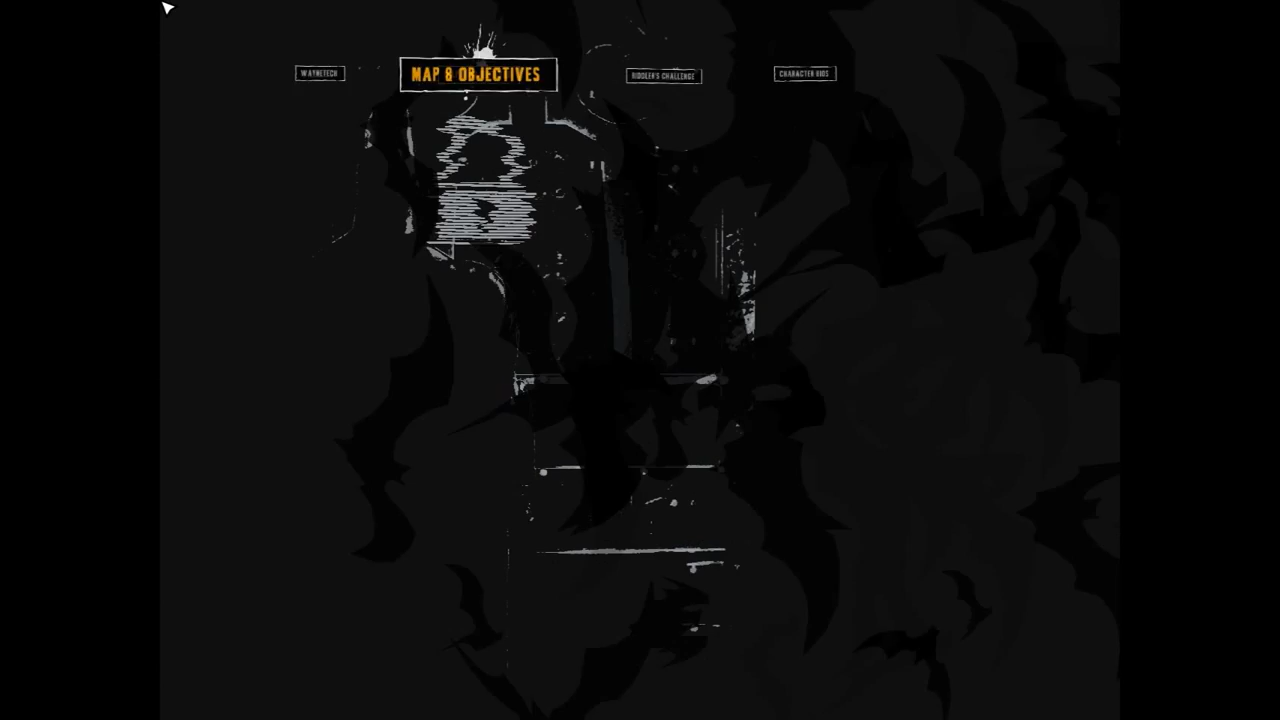 WAYNETECH
MAP & OBJECTIVES
RIDDLER'S CHALLENGE
CHARACTER BIOS